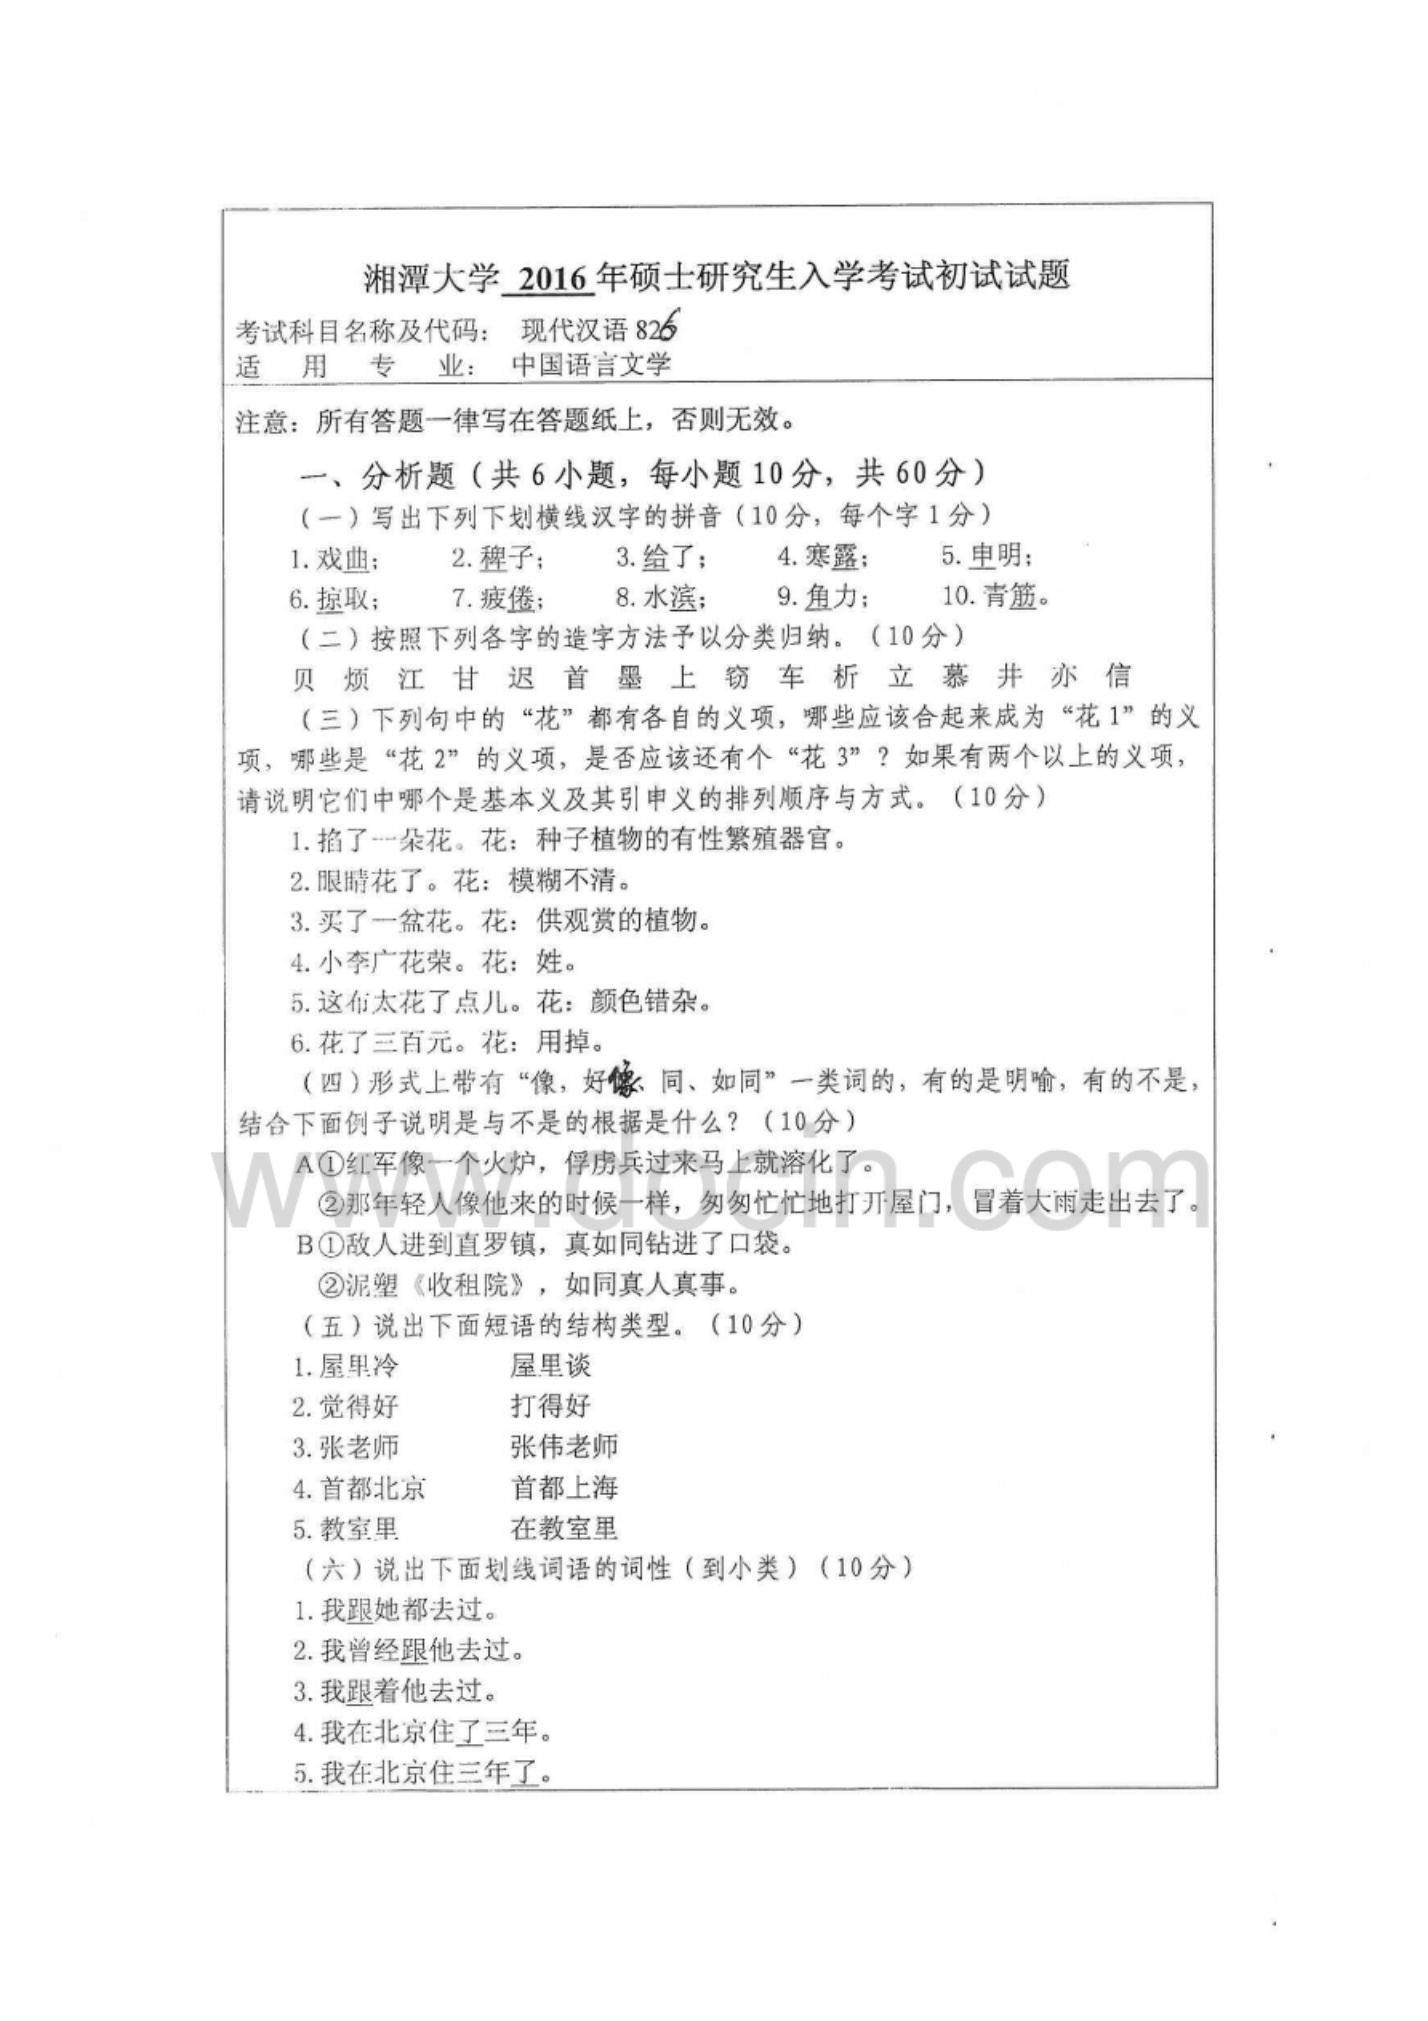 湘潭大学 2016 年硕士研究生入学考试初试试题
考试科目名称及代码： 现代汉语 826
适 用 专 业： 中国语言文学
注意：所有答题一律写在答题纸上，否则无效。
一、分析题（共 6 小题，每小题 10 分，共 60 分）
（一）写出下列下划横线汉字的拼音（10 分，每个字 1 分）
1.戏曲； 2.稗子； 3.给了； 4.寒露； 5.申明；
6.掠取； 7.疲倦； 8.水滨； 9.角力； 10.青筋。
（二）按照下列各字的造字方法予以分类归纳。（10 分）
贝 烦 江 甘 迟 首 墨 上 窃 车 析 立 慕 井 亦 信
（三）下列句中的“花”都有各自的义项，哪些应该合起来成为“花 1”的义
项，哪些是“花 2”的义项，是否应该还有个“花 3”？如果有两个以上的义项，
请说明它们中哪个是基本义及其引申义的排列顺序与方式。（10 分）
1.掐了一朵花。花：种子植物的有性繁殖器官。
2.眼睛花了。花：模糊不清。
3.买了一盆花。花：供观赏的植物。
4.小李广花荣。花：姓。
5.这布太花了点儿。花：颜色错杂。
6.花了三百元。花：用掉。
（四）形式上带有“像，好像、同、如同”一类词的，有的是明喻，有的不是，
结合下面例子说明是与不是的根据是什么？（10 分）
A①红军像一个火炉，俘虏兵过来马上就溶化了。
②那年轻人像他来的时候一样，匆匆忙忙地打开屋门，冒着大雨走出去了。
B①敌人进到直罗镇，真如同钻进了口袋。
②泥塑《收租院》，如同真人真事。
（五）说出下面短语的结构类型。（10 分）
1.屋里冷 屋里谈
2.觉得好 打得好
3.张老师 张伟老师
4.首都北京 首都上海
5.教室里 在教室里
（六）说出下面划线词语的词性（到小类）（10 分）
1.我跟她都去过。
2.我曾经跟他去过。
3.我跟着他去过。
4.我在北京住了三年。
5.我在北京住三年了。
www.docin.com